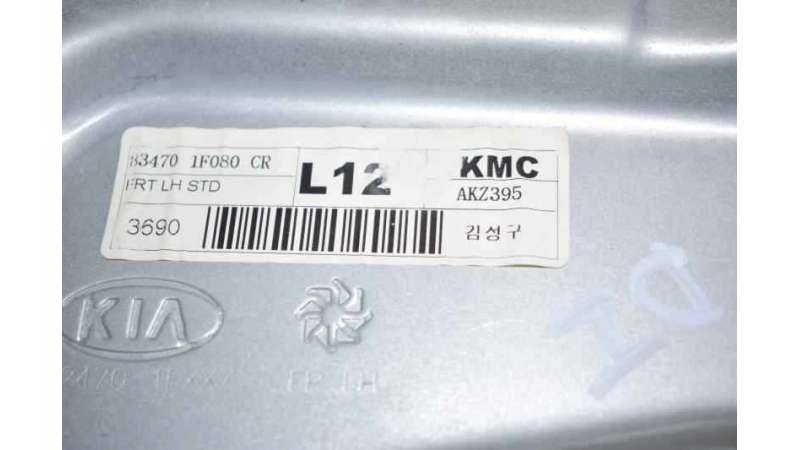 83470 1F080 CR
FRT LH STD
L12
KMC
AKZ395
3690
김성구
KIA